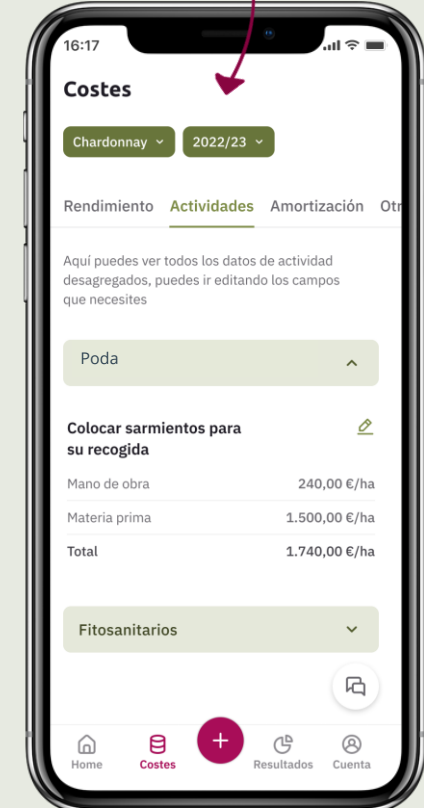 16:17
Costes
Chardonnay
2022/23
Rendimiento Actividades Amortización Otr
Aquí puedes ver todos los datos de actividad
desagregados, puedes ir editando los campos
que necesites
Poda
Colocar sarmientos para
su recogida
Mano de obra 240,00 €/ha
Materia prima 1.500,00 €/ha
Total 1.740,00 €/ha
Fitosanitarios
+
Home Costes Resultados Cuenta